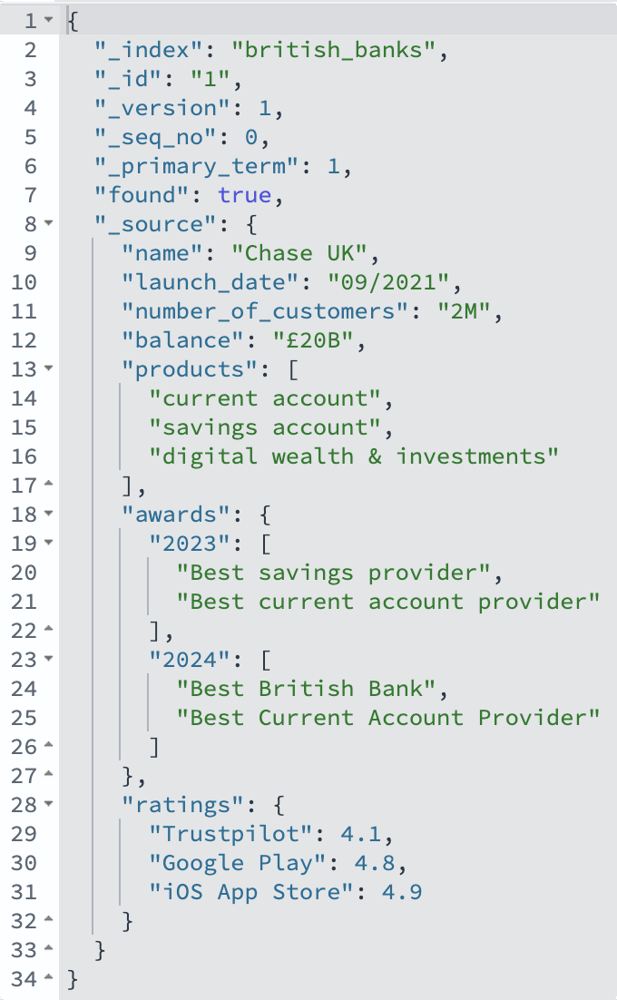 1 {
2   "_index": "british_banks",
3   "_id": "1",
4   "_version": 1,
5   "_seq_no": 0,
6   "_primary_term": 1,
7   "found": true,
8   "_source": {
9     "name": "Chase UK",
10     "launch_date": "09/2021",
11     "number_of_customers": "2M",
12     "balance": "£20B",
13     "products": [
14       "current account",
15       "savings account",
16       "digital wealth & investments"
17     ],
18     "awards": {
19       "2023": [
20         "Best savings provider",
21         "Best current account provider"
22       ],
23       "2024": [
24         "Best British Bank",
25         "Best Current Account Provider"
26       ]
27     },
28     "ratings": {
29       "Trustpilot": 4.1,
30       "Google Play": 4.8,
31       "iOS App Store": 4.9
32     }
33   }
34 }